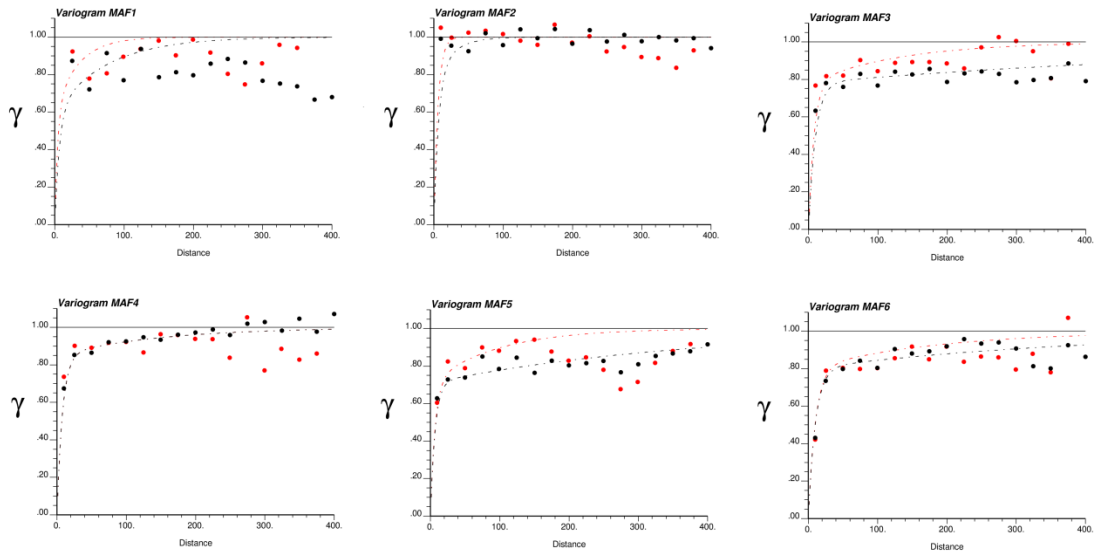 Variogram MAF1
1.00
.80
.60
.40
.20
.00
γ
0. 100. 200. 300. 400.
Distance
Variogram MAF2
1.00
.80
.60
.40
.20
.00
γ
0. 100. 200. 300. 400.
Distance
Variogram MAF3
1.00
.80
.60
.40
.20
.00
γ
0. 100. 200. 300. 400.
Distance
Variogram MAF4
1.00
.80
.60
.40
.20
.00
γ
0. 100. 200. 300. 400.
Distance
Variogram MAF5
1.00
.80
.60
.40
.20
.00
γ
0. 100. 200. 300. 400.
Distance
Variogram MAF6
1.00
.80
.60
.40
.20
.00
γ
0. 100. 200. 300. 400.
Distance